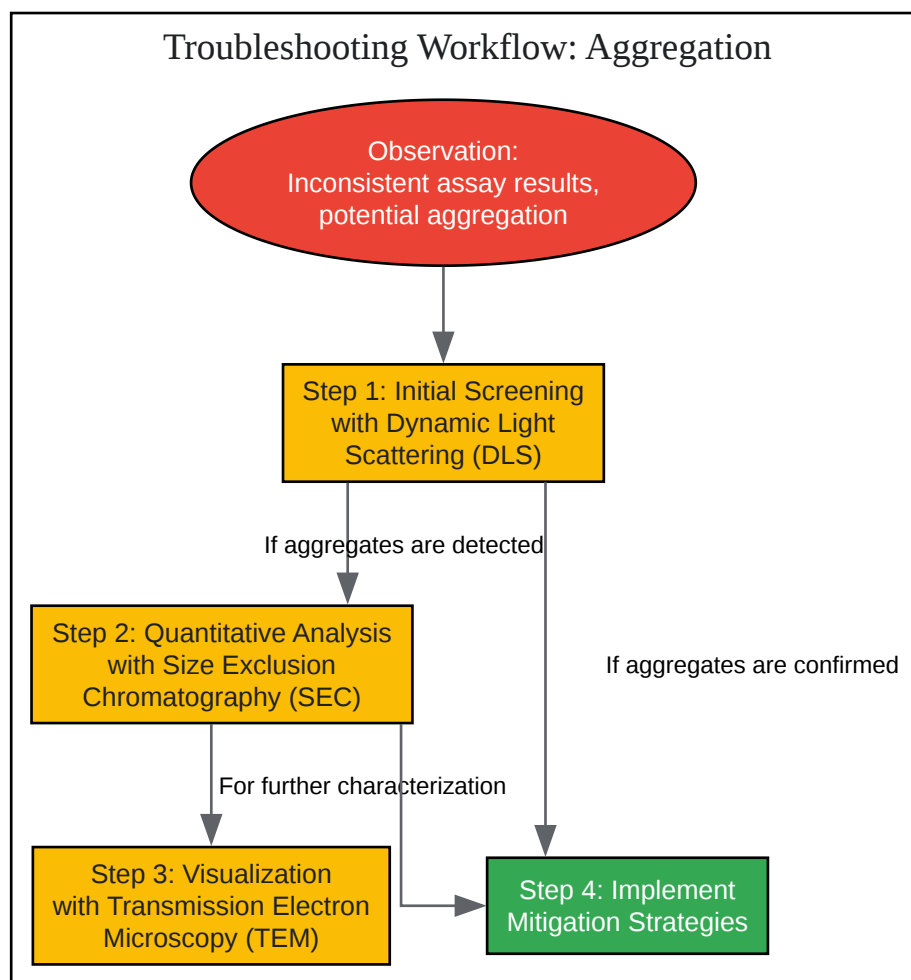 Troubleshooting Workflow: Aggregation
Observation:
Inconsistent assay results,
potential aggregation
Step 1: Initial Screening
with Dynamic Light
Scattering (DLS)
If aggregates are detected
Step 2: Quantitative Analysis
with Size Exclusion
Chromatography (SEC)
If aggregates are confirmed
For further characterization
Step 3: Visualization
with Transmission Electron
Microscopy (TEM)
Step 4: Implement
Mitigation Strategies